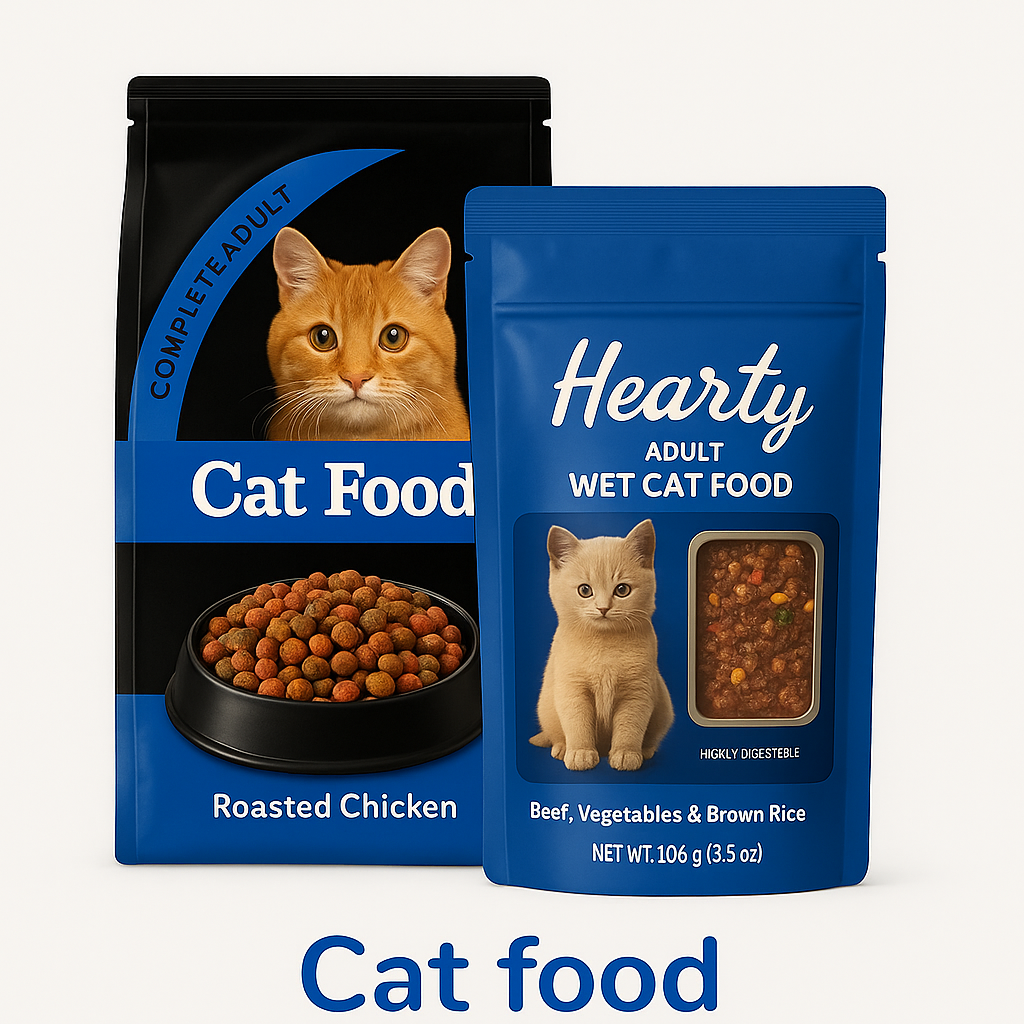 COMPLETEADULT
Cat Food
Roasted Chicken
Hearty
ADULT
WET CAT FOOD
HIGKLY DIGESTEBLE
Beef, Vegetables & Brown Rice
NET WT. 106 g (3.5 oz)
Cat food